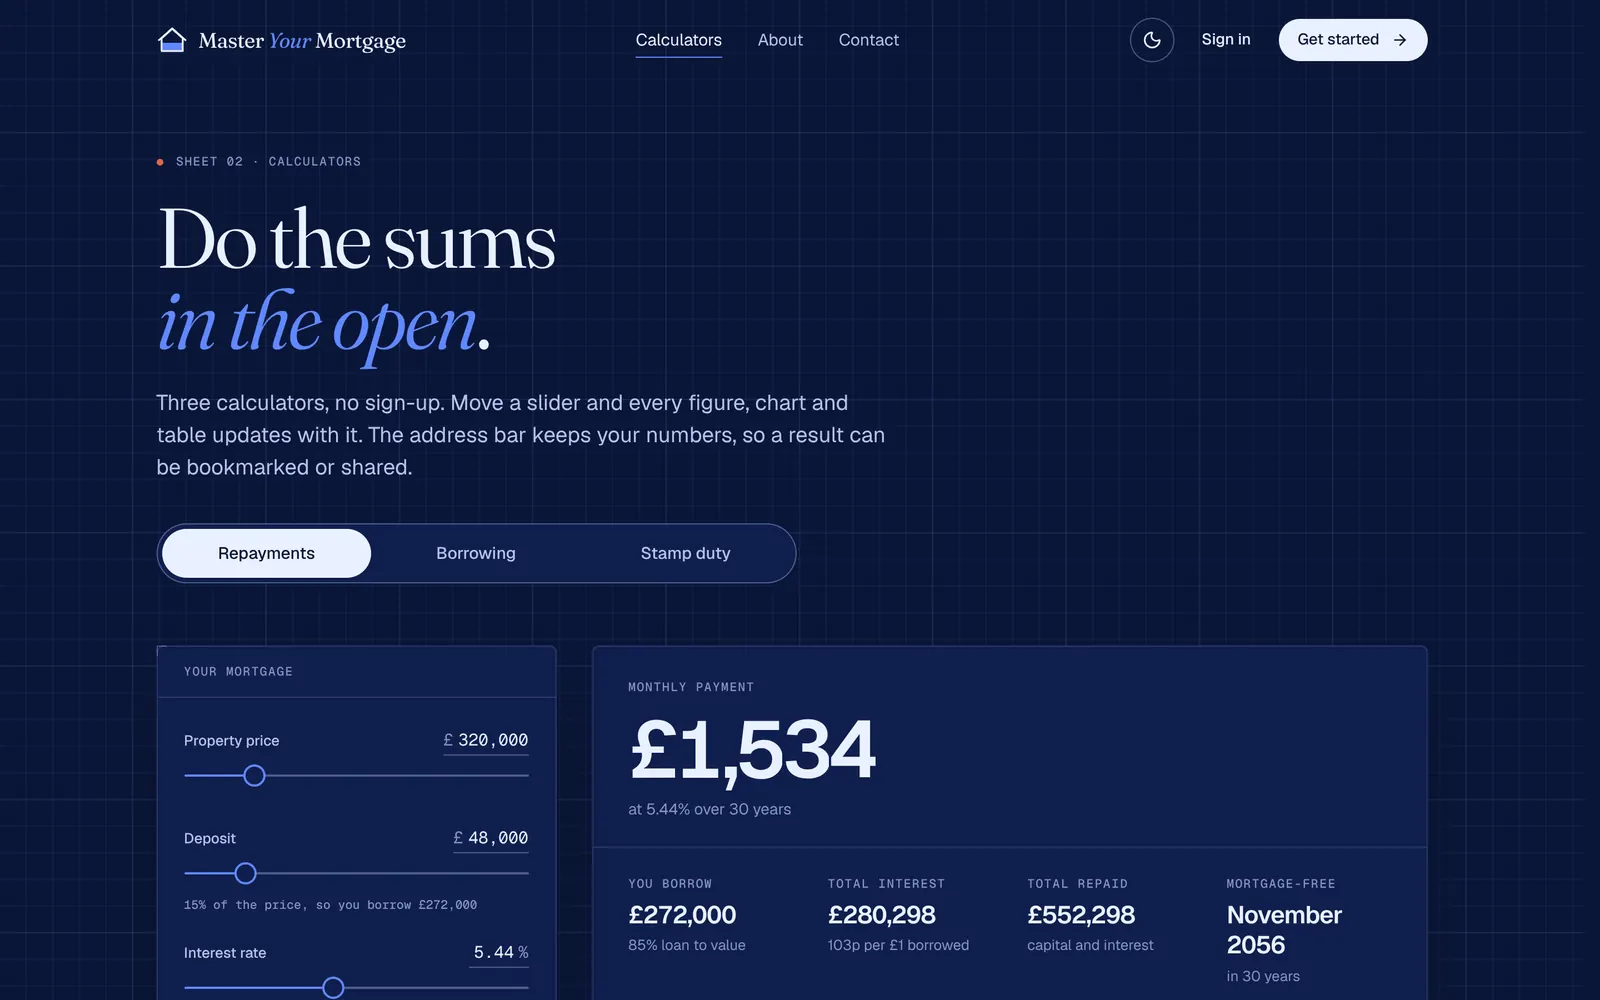 Master Your Mortgage
Calculators
About
Contact
Sign in
Get started
SHEET 02 · CALCULATORS
Do the sums
in the open.
Three calculators, no sign-up. Move a slider and every figure, chart and
table updates with it. The address bar keeps your numbers, so a result can
be bookmarked or shared.
Repayments
Borrowing
Stamp duty
YOUR MORTGAGE
Property price
£ 320,000
Deposit
£ 48,000
15% of the price, so you borrow £272,000
Interest rate
5.44 %
MONTHLY PAYMENT
£1,534
at 5.44% over 30 years
YOU BORROW
£272,000
85% loan to value
TOTAL INTEREST
£280,298
103p per £1 borrowed
TOTAL REPAID
£552,298
capital and interest
MORTGAGE-FREE
November
2056
in 30 years